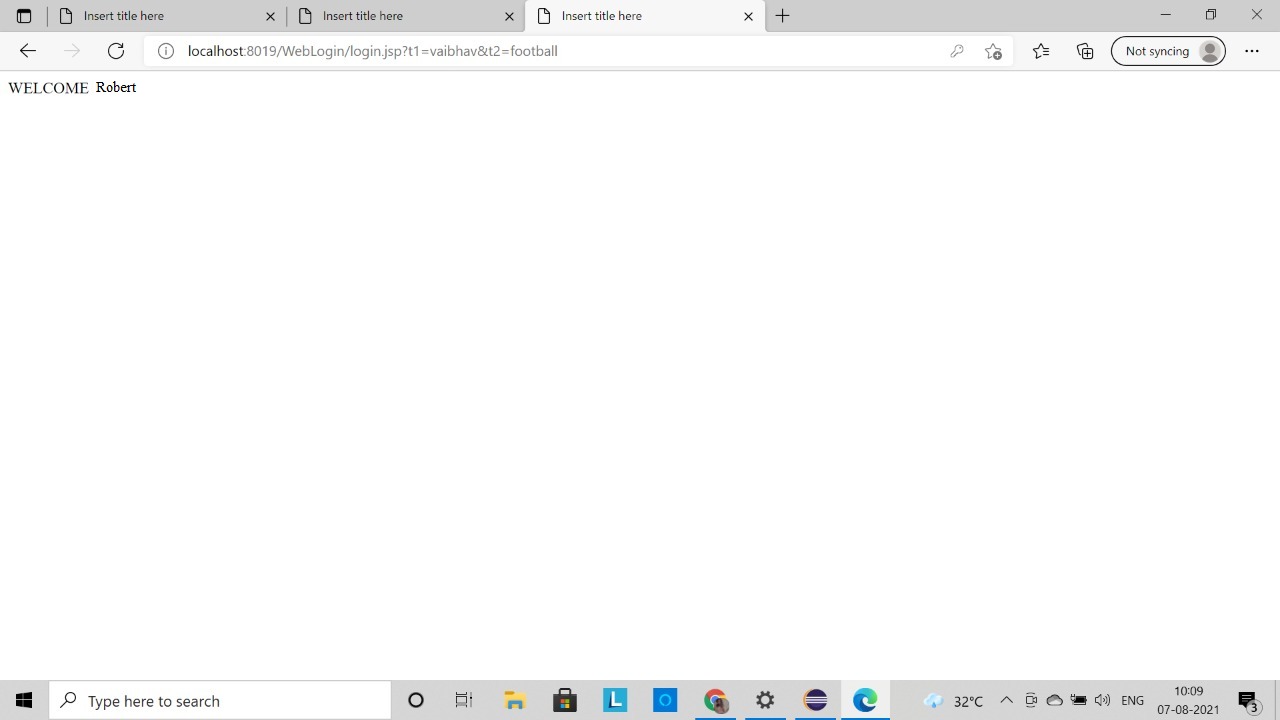 Insert title here
Insert title here
Insert title here
localhost:8019/WebLogin/login.jsp?t1=vaibhav&t2=football
Not syncing
WELCOME Robert
Type here to search
L
32°C
ENG
10:09
07-08-2021
3